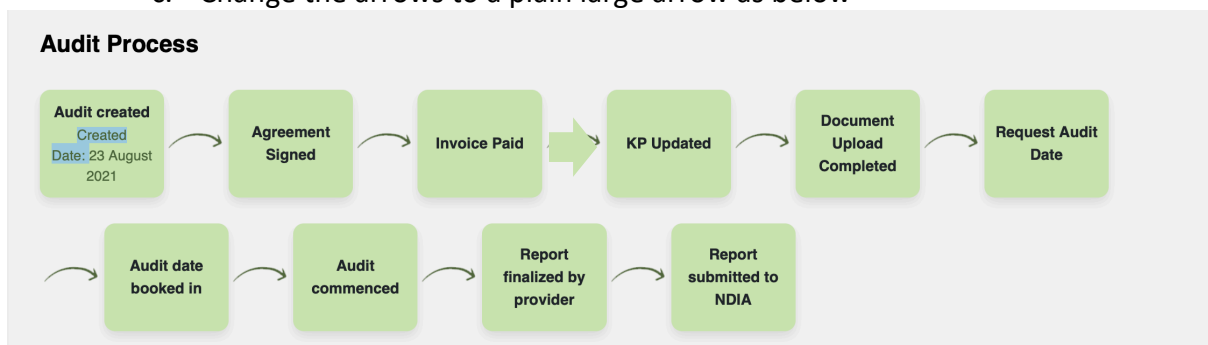 c. Change the arrows to a plain large arrow as below
Audit Process
Audit created
Created
Date: 23 August
2021
Agreement
Signed
Invoice Paid
KP Updated
Document
Upload
Completed
Request Audit
Date
Audit date
booked in
Audit
commenced
Report
finalized by
provider
Report
submitted to
NDIA